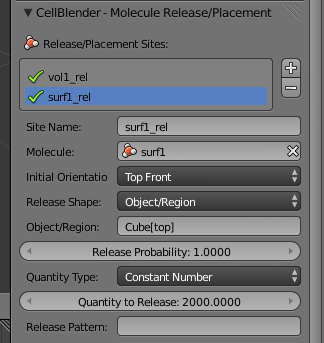 CellBlender - Molecule Release/Placement
Release/Placement Sites:
vol1_rel
surf1_rel
Site Name: surf1_rel
Molecule: surf1
Initial Orientatio Top Front
Release Shape: Object/Region
Object/Region: Cube[top]
Release Probability: 1.0000
Quantity Type: Constant Number
Quantity to Release: 2000.0000
Release Pattern: